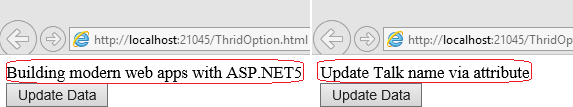 http://localhost:21045/ThridOption.html
Building modern web apps with ASP.NET5
Update Data
http://localhost:21045/ThridOption.html
Update Talk name via attribute
Update Data